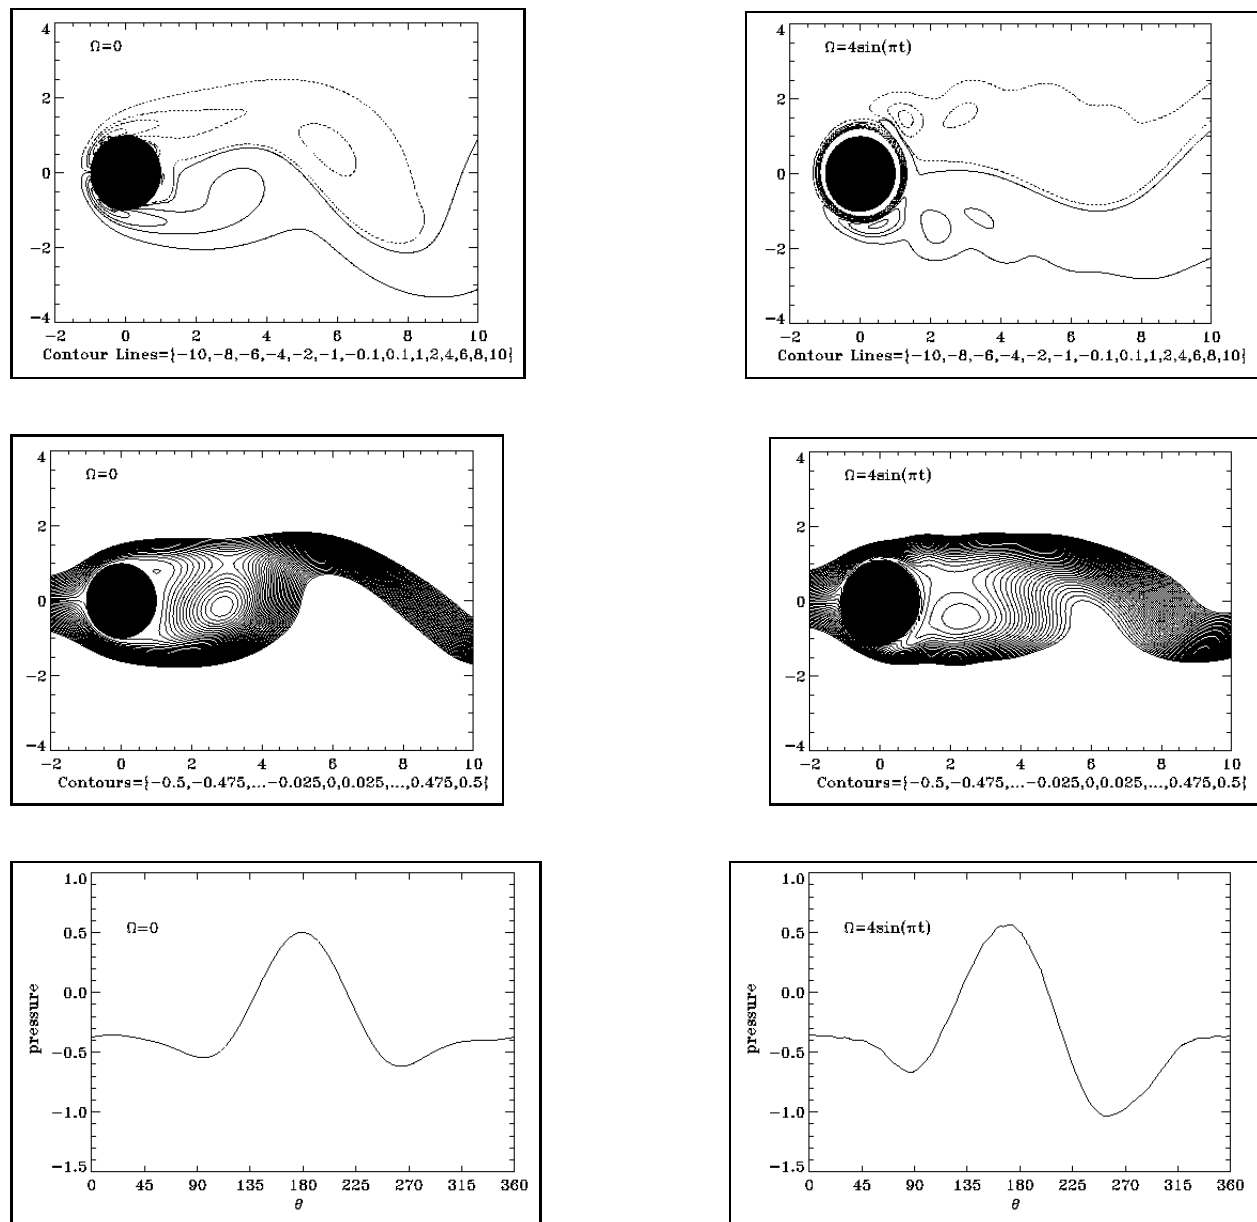 4
Ω=0
2
0
−2
−4
−2 0 2 4 6 8 10
Contour Lines={−10,−8,−6,−4,−2,−1,−0.1,0.1,1,2,4,6,8,10}
4
Ω=4sin(πt)
2
0
−2
−4
−2 0 2 4 6 8 10
Contour Lines={−10,−8,−6,−4,−2,−1,−0.1,0.1,1,2,4,6,8,10}
4
Ω=0
2
0
−2
−4
−2 0 2 4 6 8 10
Contours={−0.5,−0.475,...−0.025,0,0.025,...,0.475,0.5}
4
Ω=4sin(πt)
2
0
−2
−4
−2 0 2 4 6 8 10
Contours={−0.5,−0.475,...−0.025,0,0.025,...,0.475,0.5}
1.0
Ω=0
0.5
0.0
pressure
−0.5
−1.0
−1.5
0 45 90 135 180 225 270 315 360
θ
1.0
Ω=4sin(πt)
0.5
0.0
pressure
−0.5
−1.0
−1.5
0 45 90 135 180 225 270 315 360
θ